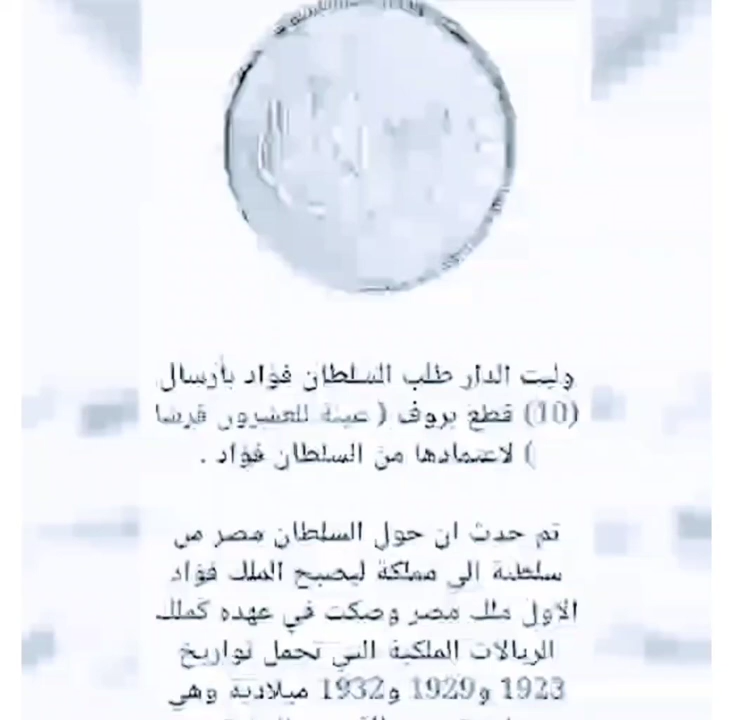 ولبت الدار طلب السلطان فؤاد بأرسال
(10) قطع بروف ( عينة للعشرون قرشا
) لاعتمادها من السلطان فؤاد .
تم حدث ان حول السلطان مصر من
سلطنة الى مملكة ليصبح الملك فؤاد
الاول ملك مصر وصكت في عهده كملك
الريالات الملكية التي تحمل تواريخ
1923 و1929 و1932 ميلادية وهي